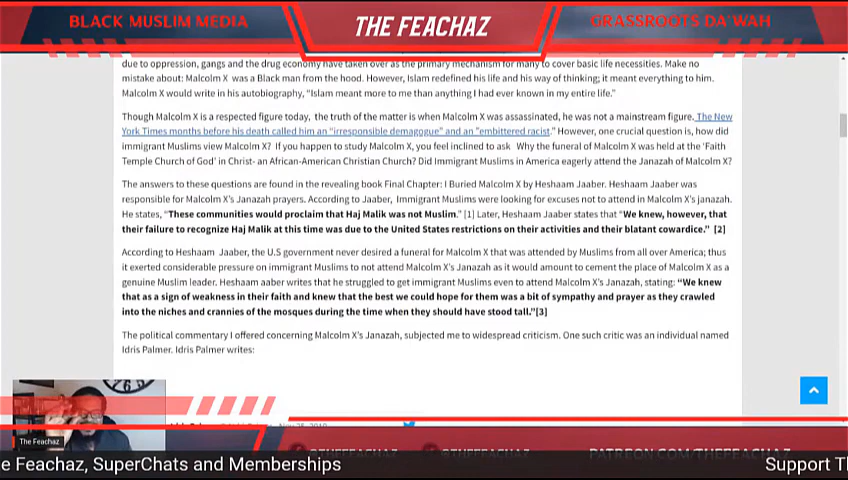 BLACK MUSLIM MEDIA
THE FEACHAZ
GRASSROOTS DA'WAH
due to oppression, gangs and the drug economy have taken over as the primary mechanism for many to cover basic life necessities. Make no
mistake about: Malcolm X was a Black man from the hood. However, Islam redefined his life and his way of thinking; it meant everything to him.
Malcolm X would write in his autobiography, "Islam meant more to me than anything I had ever known in my entire life."
Though Malcolm X is a respected figure today, the truth of the matter is when Malcolm X was assassinated, he was not a mainstream figure. The New
York Times months before his death called him an "irresponsible demagogue" and an "embittered racist." However, one crucial question is, how did
immigrant Muslims view Malcolm X? If you happen to study Malcolm X, you feel inclined to ask Why the funeral of Malcolm X was held at the 'Faith
Temple Church of God' in Christ- an African-American Christian Church? Did Immigrant Muslims in America eagerly attend the Janazah of Malcolm X?
The answers to these questions are found in the revealing book Final Chapter: I Buried Malcolm X by Heshaam Jaaber. Heshaam Jaaber was
responsible for Malcolm X's Janazah prayers. According to Jaaber, Immigrant Muslims were looking for excuses not to attend in Malcolm X's janazah.
He states, "These communities would proclaim that Haj Malik was not Muslim." [1] Later, Heshaam Jaaber states that "We knew, however, that
their failure to recognize Haj Malik at this time was due to the United States restrictions on their activities and their blatant cowardice." [2]
According to Heshaam Jaaber, the U.S government never desired a funeral for Malcolm X that was attended by Muslims from all over America; thus
it exerted considerable pressure on immigrant Muslims to not attend Malcolm X's Janazah as it would amount to cement the place of Malcolm X as a
genuine Muslim leader. Heshaam aaber writes that he struggled to get immigrant Muslims even to attend Malcolm X's Janazah, stating: "We knew
that as a sign of weakness in their faith and knew that the best we could hope for them was a bit of sympathy and prayer as they crawled
into the niches and crannies of the mosques during the time when they should have stood tall."[3]
The political commentary I offered concerning Malcolm X's Janazah, subjected me to widespread criticism. One such critic was an individual named
Idris Palmer. Idris Palmer writes:
The Feachaz
PATREON.COM/THEFEACHAZ
e Feachaz, SuperChats and Memberships
Support Th